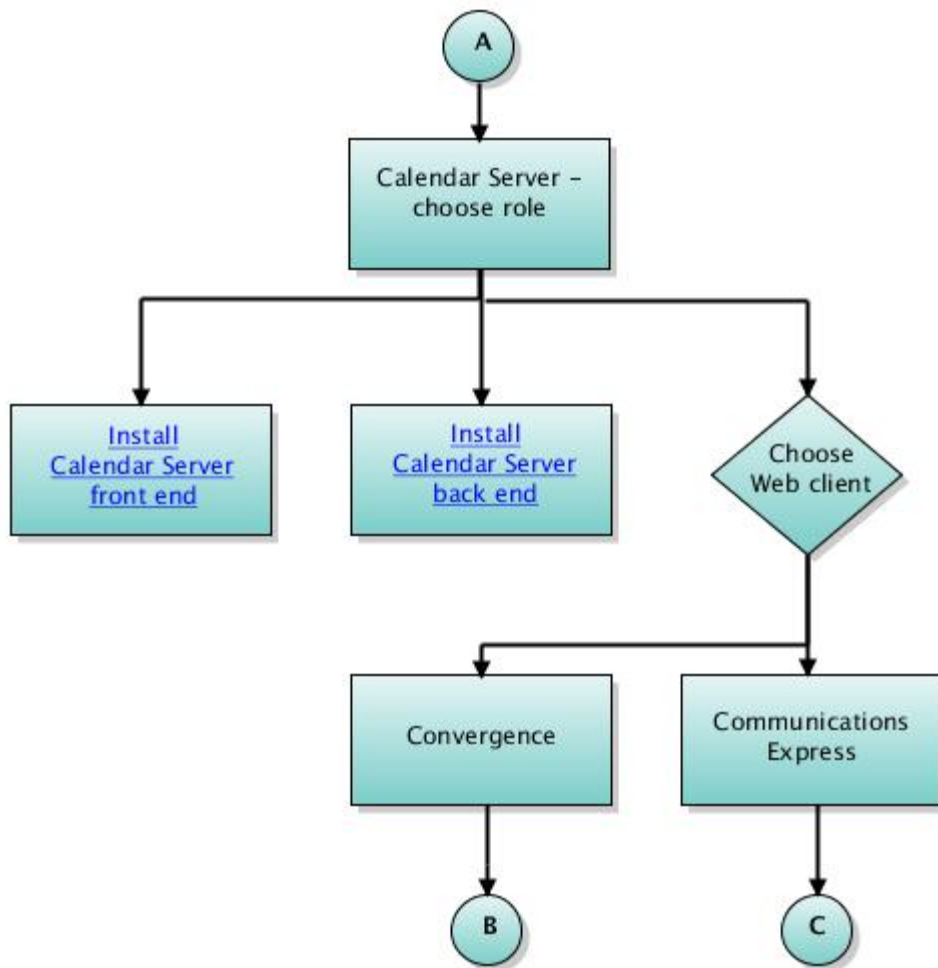 A
Calendar Server –
choose role
Install
Calendar Server
front end
Install
Calendar Server
back end
Choose
Web client
Convergence
Communications
Express
B
C